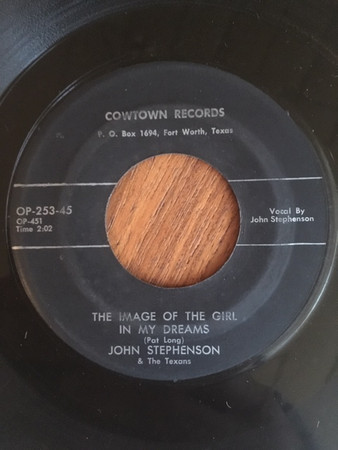 COWTOWN RECORDS
P. O. Box 1694, Fort Worth, Texas
OP-253-45
OP-451
Time 2:02
Vocal By
John Stephenson
THE IMAGE OF THE GIRL
IN MY DREAMS
(Pat Long)
JOHN STEPHENSON
& The Texans